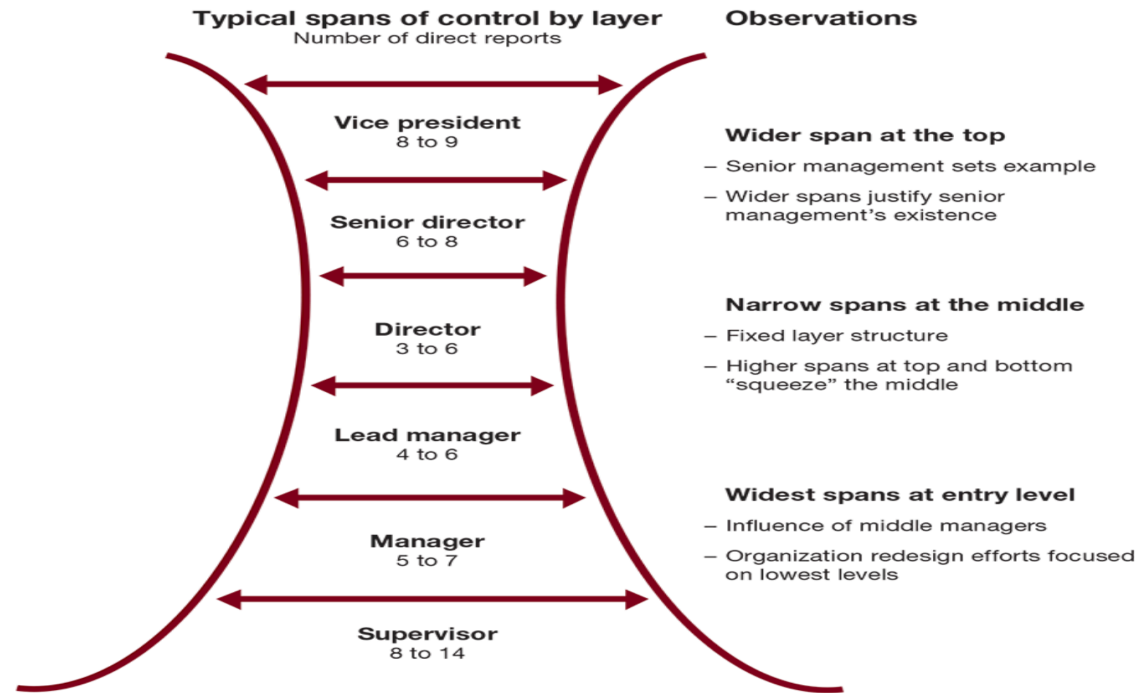 Typical spans of control by layer
Number of direct reports
Vice president
8 to 9
Senior director
6 to 8
Director
3 to 6
Lead manager
4 to 6
Manager
5 to 7
Supervisor
8 to 14
Observations
Wider span at the top
– Senior management sets example
– Wider spans justify senior
management’s existence
Narrow spans at the middle
– Fixed layer structure
– Higher spans at top and bottom
“squeeze” the middle
Widest spans at entry level
– Influence of middle managers
– Organization redesign efforts focused
on lowest levels